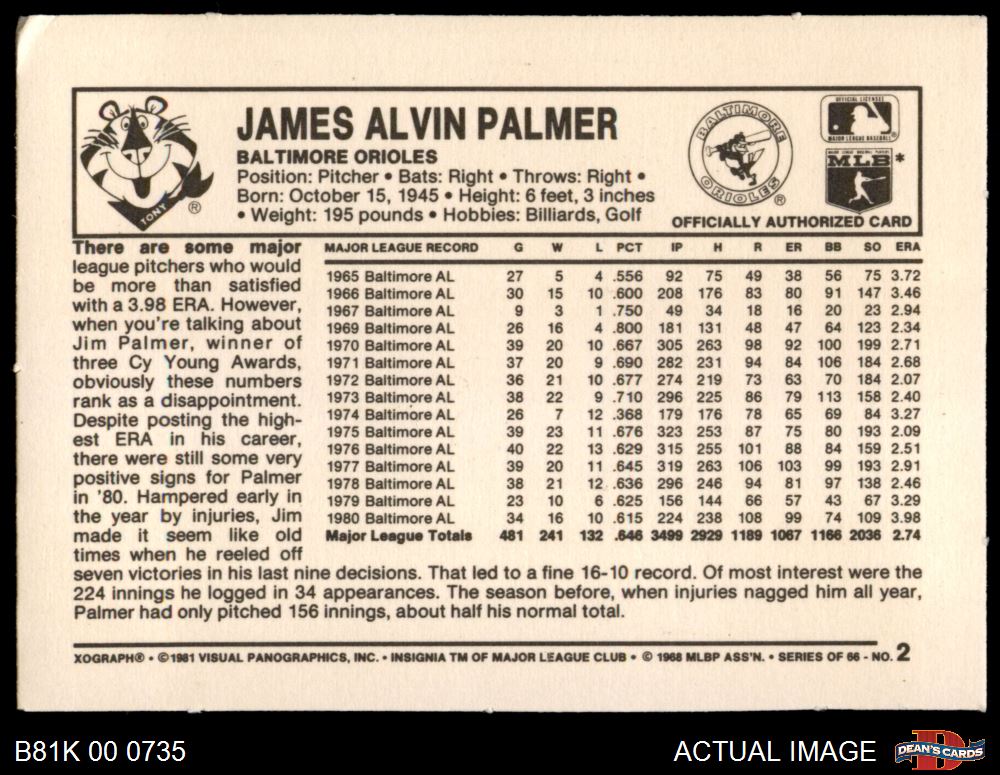 JAMES ALVIN PALMER
BALTIMORE ORIOLES
Position: Pitcher • Bats: Right • Throws: Right •
Born: October 15, 1945 • Height: 6 feet, 3 inches
• Weight: 195 pounds • Hobbies: Billiards, Golf
TONY ®
BALTIMORE ORIOLES ®
OFFICIAL LICENSEE
MAJOR LEAGUE BASEBALL
MAJOR LEAGUE BASEBALL PLAYERS
MLB*
OFFICIALLY AUTHORIZED CARD
There are some major
league pitchers who would
be more than satisfied
with a 3.98 ERA. However,
when you're talking about
Jim Palmer, winner of
three Cy Young Awards,
obviously these numbers
rank as a disappointment.
Despite posting the high-
est ERA in his career,
there were still some very
positive signs for Palmer
in '80. Hampered early in
the year by injuries, Jim
made it seem like old
times when he reeled off
seven victories in his last nine decisions. That led to a fine 16-10 record. Of most interest were the
224 innings he logged in 34 appearances. The season before, when injuries nagged him all year,
Palmer had only pitched 156 innings, about half his normal total.
MAJOR LEAGUE RECORD G W L PCT IP H R ER BB SO ERA
1965 Baltimore AL 27 5 4 .556 92 75 49 38 56 75 3.72
1966 Baltimore AL 30 15 10 .600 208 176 83 80 91 147 3.46
1967 Baltimore AL 9 3 1 .750 49 34 18 16 20 23 2.94
1969 Baltimore AL 26 16 4 .800 181 131 48 47 64 123 2.34
1970 Baltimore AL 39 20 10 .667 305 263 98 92 100 199 2.71
1971 Baltimore AL 37 20 9 .690 282 231 94 84 106 184 2.68
1972 Baltimore AL 36 21 10 .677 274 219 73 63 70 184 2.07
1973 Baltimore AL 38 22 9 .710 296 225 86 79 113 158 2.40
1974 Baltimore AL 26 7 12 .368 179 176 78 65 69 84 3.27
1975 Baltimore AL 39 23 11 .676 323 253 87 75 80 193 2.09
1976 Baltimore AL 40 22 13 .629 315 255 101 88 84 159 2.51
1977 Baltimore AL 39 20 11 .645 319 263 106 103 99 193 2.91
1978 Baltimore AL 38 21 12 .636 296 246 94 81 97 138 2.46
1979 Baltimore AL 23 10 6 .625 156 144 66 57 43 67 3.29
1980 Baltimore AL 34 16 10 .615 224 238 108 99 74 109 3.98
Major League Totals 481 241 132 .646 3499 2929 1189 1067 1166 2036 2.74
XOGRAPH® • ©1981 VISUAL PANOGRAPHICS, INC. • INSIGNIA TM OF MAJOR LEAGUE CLUB • © 1968 MLBP ASS'N. • SERIES OF 66 - NO. 2
B81K 00 0735
ACTUAL IMAGE
DEAN'S CARDS